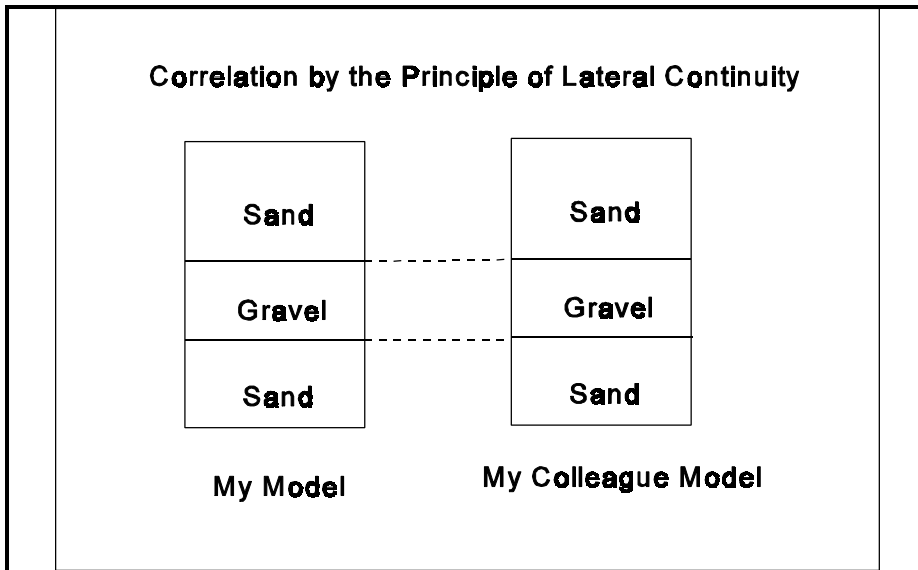 Correlation by the Principle of Lateral Continuity
Sand
Gravel
Sand
My Model
Sand
Gravel
Sand
My Colleague Model